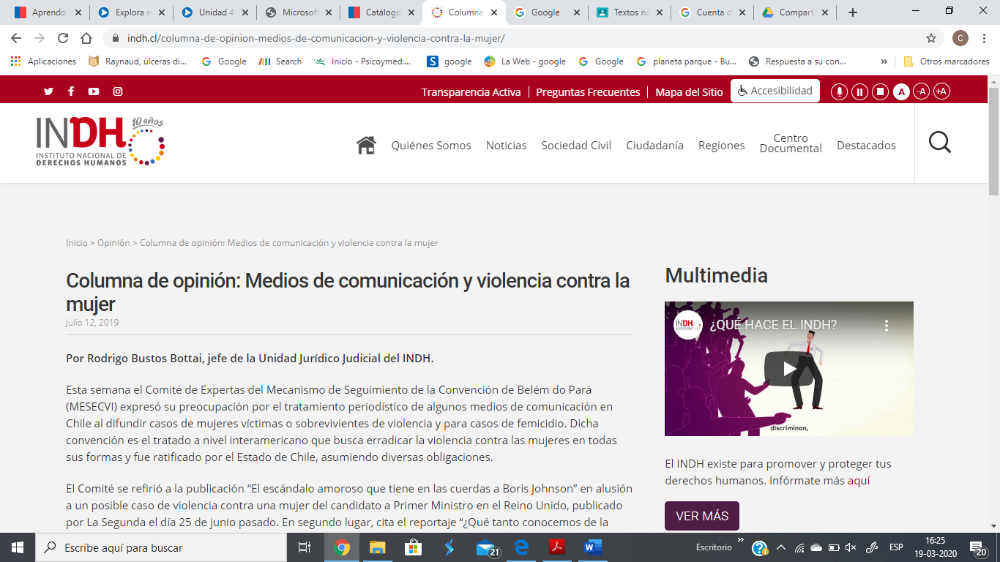 Aprendo
Explora re
Unidad 4
Microsoft
Catálogo
Columna
Google
Textos no
Cuenta d
Comparti
indh.cl/columna-de-opinion-medios-de-comunicacion-y-violencia-contra-la-mujer/
C
Aplicaciones
Raynaud, úlceras di...
Google
Search
Inicio - Psicoymed:...
google
La Web - google
Google
planeta parque - Bu...
Respuesta a su con...
»
Otros marcadores
Transparencia Activa | Preguntas Frecuentes | Mapa del Sitio
Accesibilidad
A
-A
+A
INDH 10 años
INSTITUTO NACIONAL DE
DERECHOS HUMANOS
Quiénes Somos
Noticias
Sociedad Civil
Ciudadanía
Regiones
Centro
Documental
Destacados
Inicio > Opinión > Columna de opinión: Medios de comunicación y violencia contra la mujer
Columna de opinión: Medios de comunicación y violencia contra la
mujer
Julio 12, 2019
Por Rodrigo Bustos Bottai, jefe de la Unidad Jurídico Judicial del INDH.
Esta semana el Comité de Expertas del Mecanismo de Seguimiento de la Convención de Belém do Pará
(MESECVI) expresó su preocupación por el tratamiento periodístico de algunos medios de comunicación en
Chile al difundir casos de mujeres víctimas o sobrevivientes de violencia y para casos de femicidio. Dicha
convención es el tratado a nivel interamericano que busca erradicar la violencia contra las mujeres en todas
sus formas y fue ratificado por el Estado de Chile, asumiendo diversas obligaciones.
El Comité se refirió a la publicación “El escándalo amoroso que tiene en las cuerdas a Boris Johnson” en alusión
a un posible caso de violencia contra una mujer del candidato a Primer Ministro en el Reino Unido, publicado
por La Segunda el día 25 de junio pasado. En segundo lugar, cita el reportaje “¿Qué tanto conocemos de la
Multimedia
INDH
¿QUÉ HACE EL INDH?
discriminan,
El INDH existe para promover y proteger tus
derechos humanos. Infórmate más aquí
VER MÁS
Escribe aquí para buscar
21
Escritorio
»
ESP
16:25
19-03-2020
20